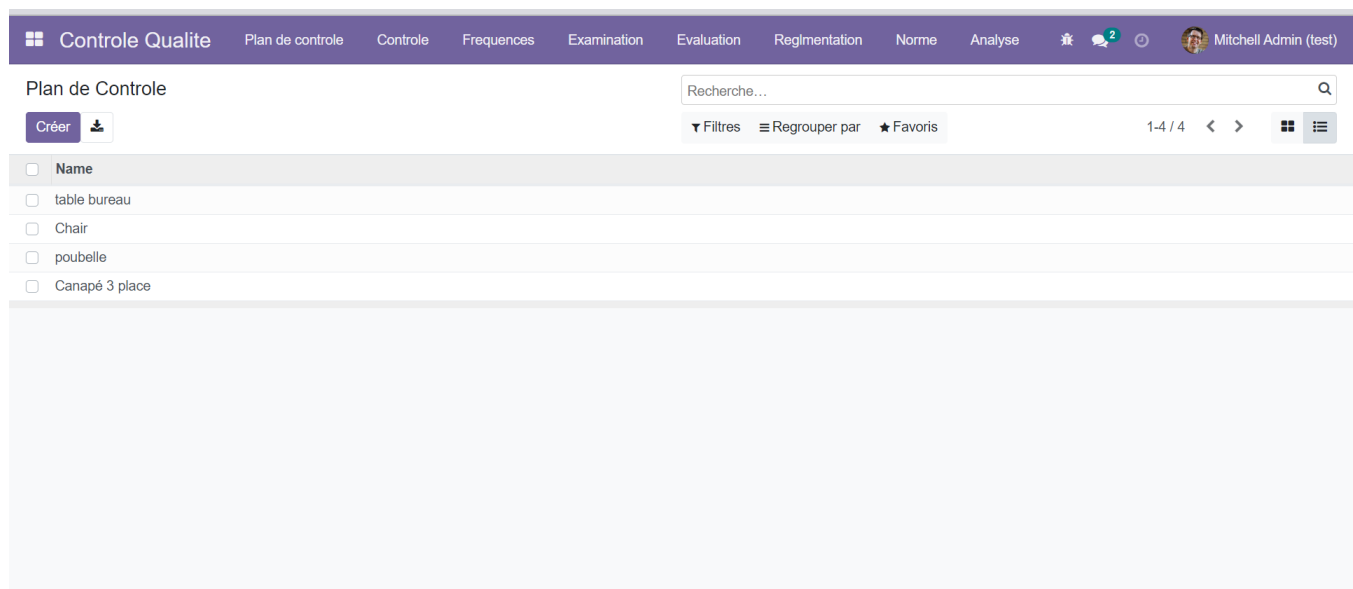 Controle Qualite Plan de controle Controle Frequences Examination Evaluation Reglmentation Norme Analyse 2 Mitchell Admin (test)
Plan de Controle Recherche...
Créer Filtres Regrouper par Favoris 1-4 / 4
Name
table bureau
Chair
poubelle
Canapé 3 place